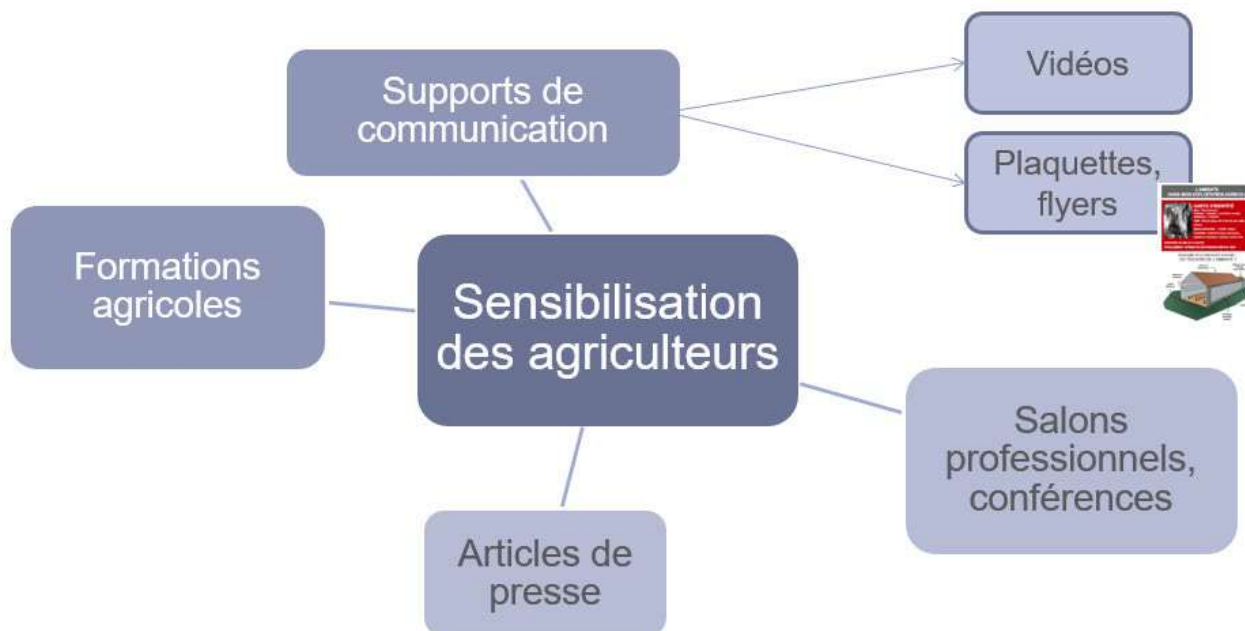 Supports de
communication
Vidéos
Plaquettes,
flyers
Formations
agricoles
Sensibilisation
des agriculteurs
Salons
professionnels,
conférences
Articles de
presse